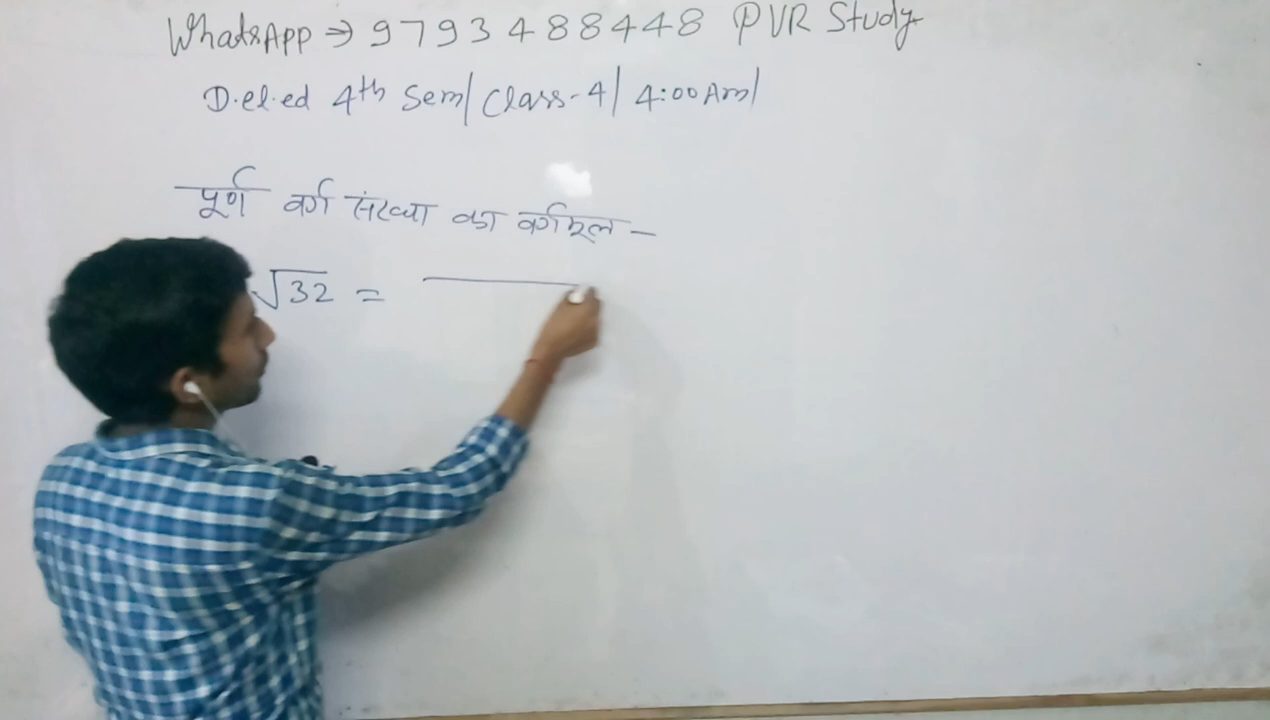 WhatsApp ⇒ 9793488448 PVR Study
D.el.ed 4th Sem/ Class-4/ 4:00 Am/
पूर्ण वर्ग संख्या का वर्गमूल –
√32 =